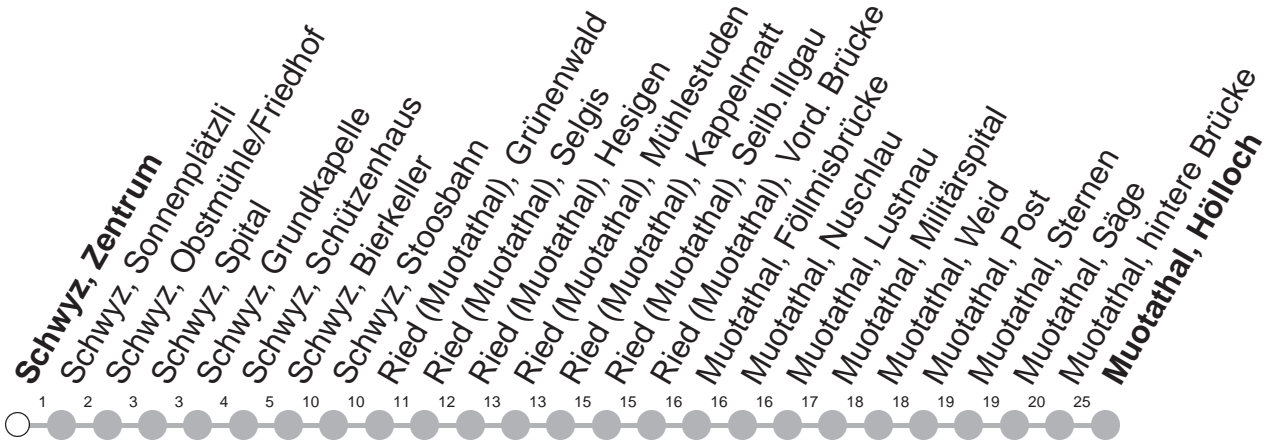 Schwyz, Zentrum
Schwyz, Sonnenplätzli
Schwyz, Obstmühle/Friedhof
Schwyz, Spital
Schwyz, Grundkapelle
Schwyz, Schützenhaus
Schwyz, Bierkeller
Schwyz, Stoosbahn
Ried (Muotathal), Grünenwald
Ried (Muotathal), Selgis
Ried (Muotathal), Hesigen
Ried (Muotathal), Mühlestuden
Ried (Muotathal), Kappelmatt
Ried (Muotathal), Seilb. Illgau
Ried (Muotathal), Vord. Brücke
Muotathal, Föllmisbrücke
Muotathal, Nuschlau
Muotathal, Lustnau
Muotathal, Militärspital
Muotathal, Weid
Muotathal, Post
Muotathal, Sternen
Muotathal, Säge
Muotathal, hintere Brücke
Muotathal, Hölloch
1 2 3 3 4 5 10 10 11 12 13 13 15 15 16 16 16 17 18 18 19 19 20 25